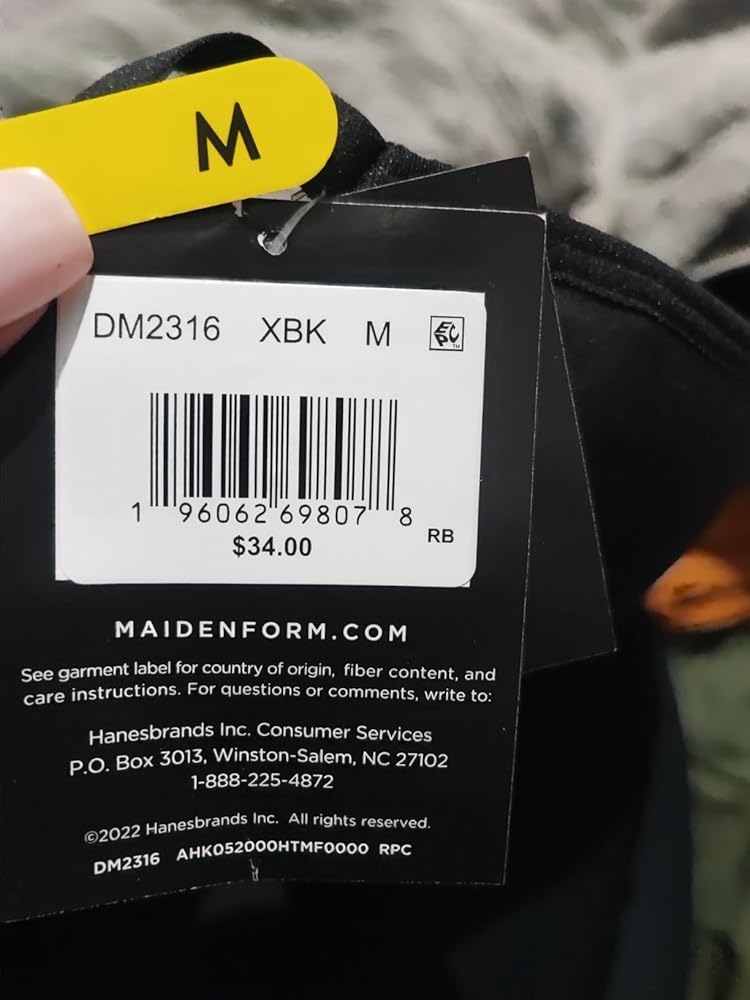 M
DM2316 XBK M EPC TM
1 96062 69807 8
RB
$34.00
MAIDENFORM.COM
See garment label for country of origin, fiber content, and
care instructions. For questions or comments, write to:
Hanesbrands Inc. Consumer Services
P.O. Box 3013, Winston-Salem, NC 27102
1-888-225-4872
©2022 Hanesbrands Inc. All rights reserved.
DM2316 AHK052000HTMF0000 RPC